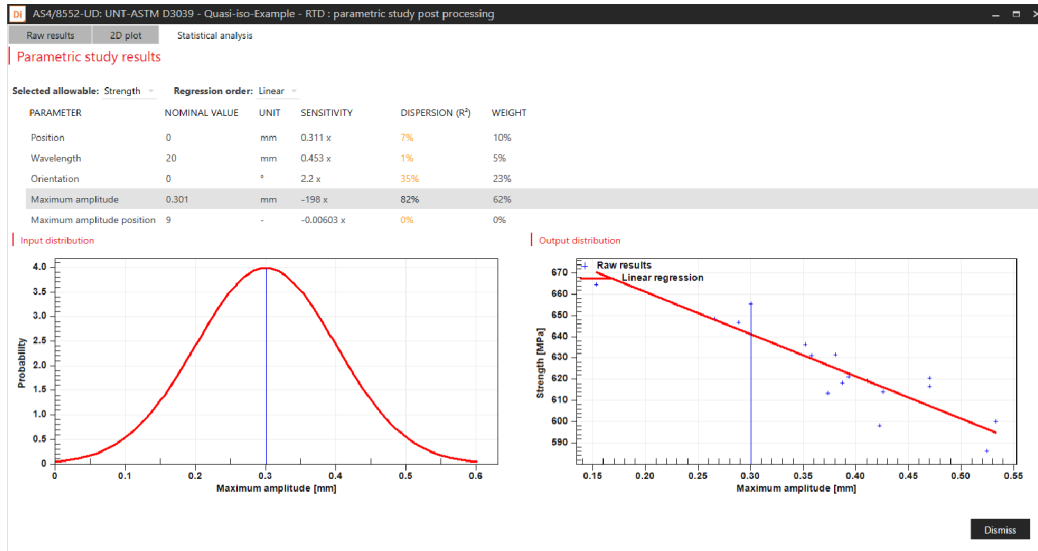 Di AS4/8552-UD: UNT-ASTM D3039 - Quasi-iso-Example - RTD : parametric study post processing
Raw results 2D plot Statistical analysis
Parametric study results
Selected allowable: Strength Regression order: Linear
PARAMETER NOMINAL VALUE UNIT SENSITIVITY DISPERSION (R²) WEIGHT
Position 0 mm 0.311 x 7% 10%
Wavelength 20 mm 0.453 x 1% 5%
Orientation 0 ° 2.2 x 35% 23%
Maximum amplitude 0.301 mm -198 x 82% 62%
Maximum amplitude position 9 - -0.00603 x 0% 0%
Input distribution
4.0
3.5
3.0
2.5
2.0
1.5
1.0
0.5
0
Probability
0 0.1 0.2 0.3 0.4 0.5 0.6
Maximum amplitude [mm]
Output distribution
Raw results
Linear regression
670
660
650
640
630
620
610
600
590
Strength [MPa]
0.15 0.20 0.25 0.30 0.35 0.40 0.45 0.50 0.55
Maximum amplitude [mm]
Dismiss